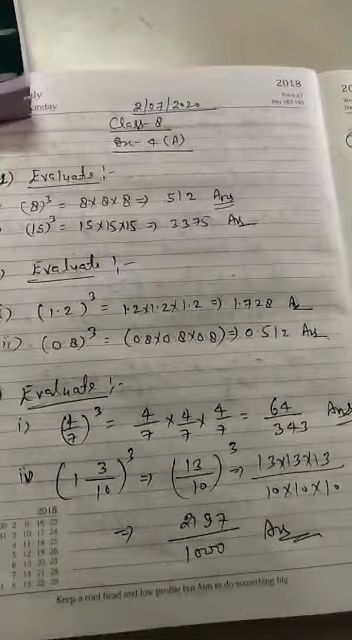 2018
onday
2/07/2020
Class-8
Ex-4(A)
Evaluate :-
(8)³ = 8×8×8 ⇒ 512 Ans
(15)³ = 15×15×15 ⇒ 3375 Ans
Evaluate :-
i) (1.2)³ = 1.2×1.2×1.2 ⇒ 1.728 A
ii) (0.8)³ = (0.8×0.8×0.8) ⇒ 0.512 Ans
Evaluate :-
i) (4/7)³ = 4/7 × 4/7 × 4/7 = 64/343 Ans
ii) (1 3/10)³ ⇒ (13/10)³ ⇒ 13×13×13/10×10×10
⇒ 2197/1000 Ans
2018
Keep a cool head and low profile but Aim to do something big